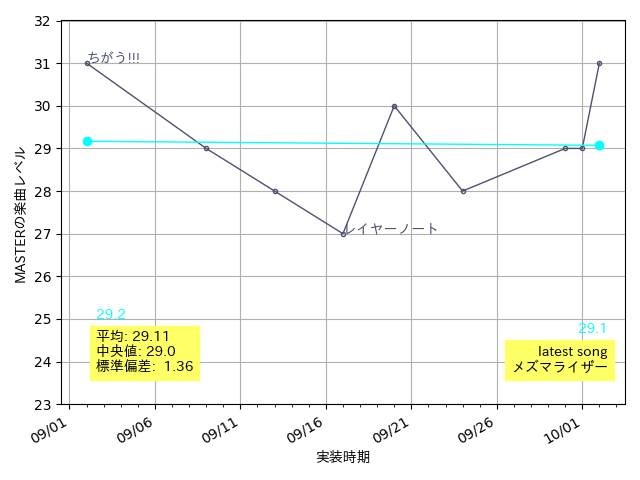 32
31
30
29
28
27
26
25
24
23
MASTERの楽曲レベル
ちがう!!!
レイヤーノート
29.2
平均: 29.11
中央値: 29.0
標準偏差: 1.36
29.1
latest song
メズマライザー
09/01
09/06
09/11
09/16
09/21
09/26
10/01
実装時期